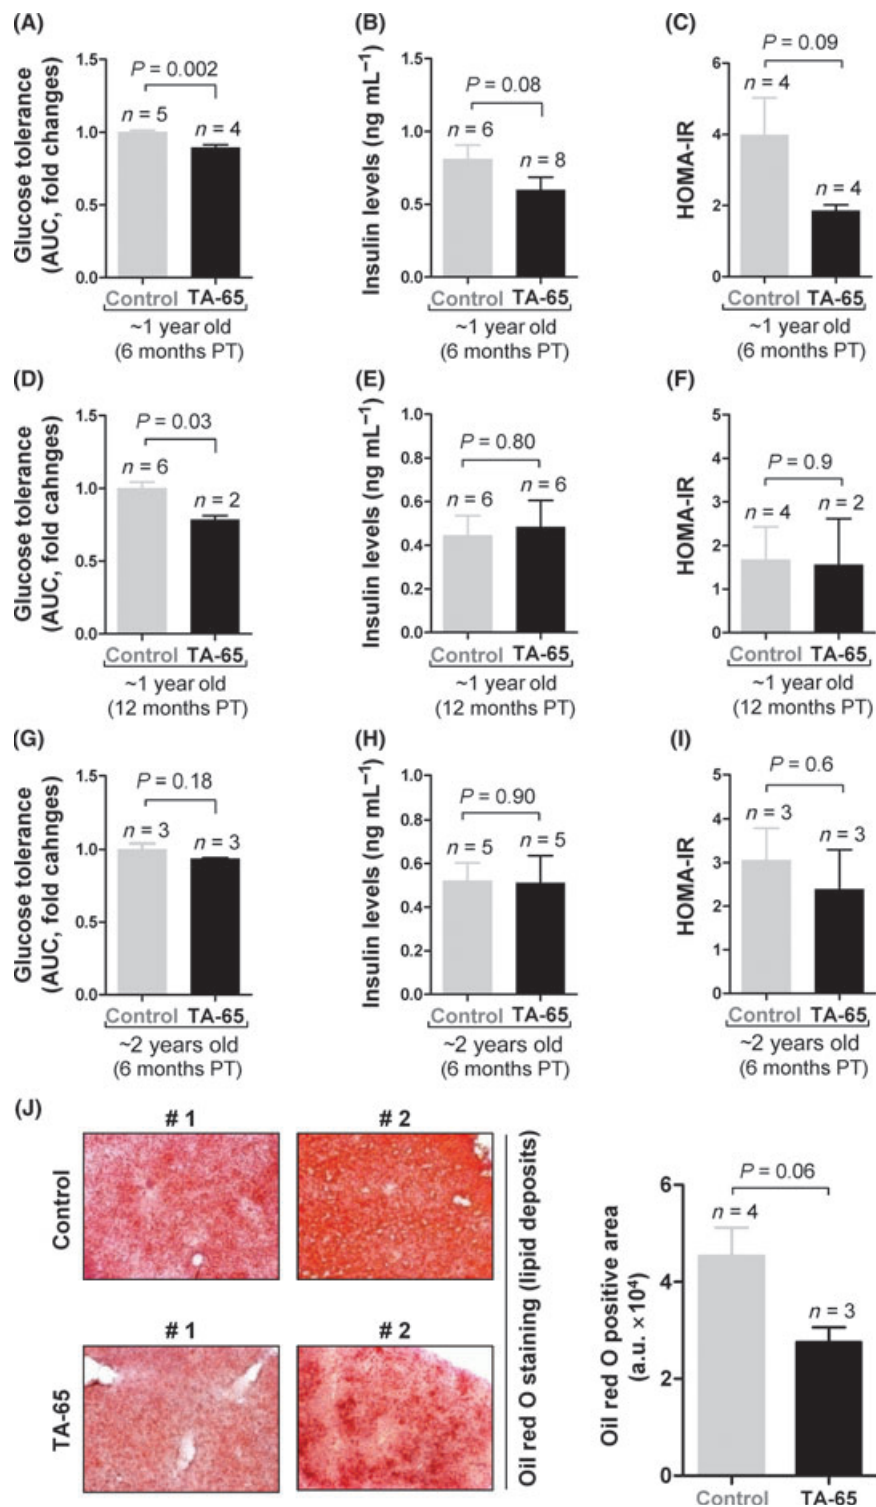 (A)
Glucose tolerance
(AUC, fold changes)
1.5
1.0
0.5
0.0
P = 0.002
n = 5
n = 4
Control TA-65
~1 year old
(6 months PT)
(B)
Insulin levels (ng mL⁻¹)
1.5
1.0
0.5
0.0
P = 0.08
n = 6
n = 8
Control TA-65
~1 year old
(6 months PT)
(C)
HOMA-IR
6
4
2
0
P = 0.09
n = 4
n = 4
Control TA-65
~1 year old
(6 months PT)
(D)
Glucose tolerance
(AUC, fold cahnges)
1.5
1.0
0.5
0.0
P = 0.03
n = 6
n = 2
Control TA-65
~1 year old
(12 months PT)
(E)
Insulin levels (ng mL⁻¹)
1.0
0.8
0.6
0.4
0.2
0.0
P = 0.80
n = 6
n = 6
Control TA-65
~1 year old
(12 months PT)
(F)
HOMA-IR
5
4
3
2
1
0
P = 0.9
n = 4
n = 2
Control TA-65
~1 year old
(12 months PT)
(G)
Glucose tolerance
(AUC, fold cahnges)
1.5
1.0
0.5
0.0
P = 0.18
n = 3
n = 3
Control TA-65
~2 years old
(6 months PT)
(H)
Insulin levels (ng mL⁻¹)
1.0
0.8
0.6
0.4
0.2
0.0
P = 0.90
n = 5
n = 5
Control TA-65
~2 years old
(6 months PT)
(I)
HOMA-IR
5
4
3
2
1
0
P = 0.6
n = 3
n = 3
Control TA-65
~2 years old
(6 months PT)
(J)
# 1
# 2
Control
# 1
# 2
TA-65
Oil red O staining (lipid deposits)
Oil red O positive area
(a.u. ×10⁴)
6
4
2
0
P = 0.06
n = 4
n = 3
Control TA-65